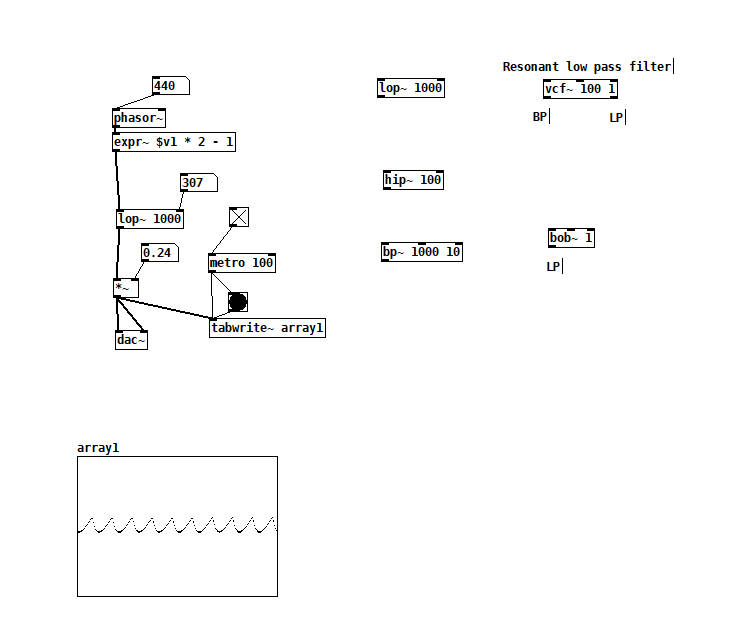 Resonant low pass filter
440
lop~ 1000
vcf~ 100 1
phasor~
BP
LP
expr~ $v1 * 2 - 1
307
hip~ 100
lop~ 1000
0.24
bob~ 1
bp~ 1000 10
metro 100
LP
*~
tabwrite~ array1
dac~
array1